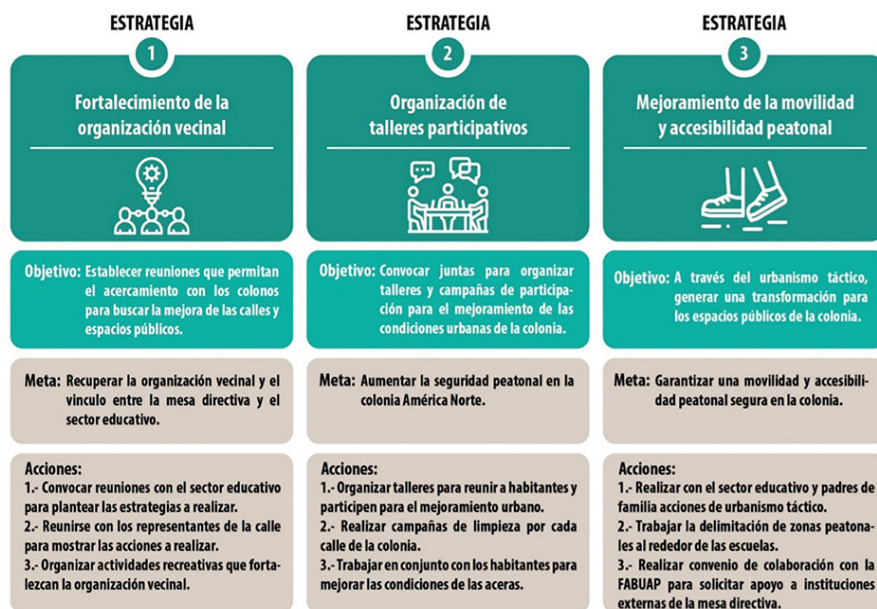 ESTRATEGIA
1
Fortalecimiento de la
organización vecinal
Objetivo: Establecer reuniones que permitan
el acercamiento con los colonos
para buscar la mejora de las calles y
espacios públicos.
Meta: Recuperar la organización vecinal y el
vinculo entre la mesa directiva y el
sector educativo.
Acciones:
1.- Convocar reuniones con el sector educativo
para plantear las estrategias a realizar.
2.- Reunirse con los representantes de la calle
para mostrar las acciones a realizar.
3.- Organizar actividades recreativas que forta-
lezcan la organización vecinal.
ESTRATEGIA
2
Organización de
talleres participativos
Objetivo: Convocar juntas para organizar
talleres y campañas de participa-
ción para el mejoramiento de las
condiciones urbanas de la colonia.
Meta: Aumentar la seguridad peatonal en la
colonia América Norte.
Acciones:
1.- Organizar talleres para reunir a habitantes y
participen para el mejoramiento urbano.
2.- Realizar campañas de limpieza por cada
calle de la colonia.
3.- Trabajar en conjunto con los habitantes para
mejorar las condiciones de las aceras.
ESTRATEGIA
3
Mejoramiento de la movilidad
y accesibilidad peatonal
Objetivo: A través del urbanismo táctico,
generar una transformación para
los espacios públicos de la colonia.
Meta: Garantizar una movilidad y accesibili-
dad peatonal segura en la colonia.
Acciones:
1.- Realizar con el sector educativo y padres de
familia acciones de urbanismo táctico.
2.- Trabajar la delimitación de zonas peatona-
les al rededor de las escuelas.
3.- Realizar convenio de colaboración con la
FABUAP para solicitar apoyo a instituciones
externas de la mesa directiva.